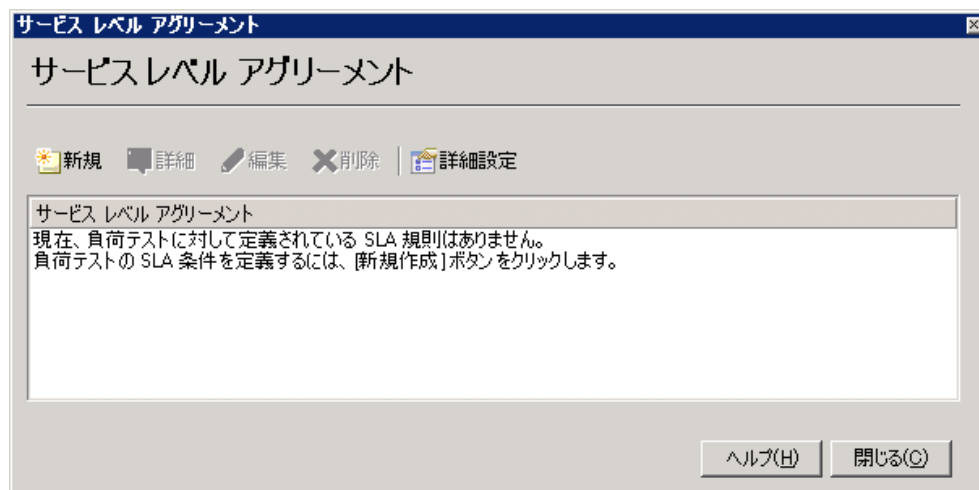 サービス レベル アグリーメント
サービス レベル アグリーメント
新規 詳細 編集 削除 詳細設定
サービス レベル アグリーメント
現在、負荷テストに対して定義されている SLA 規則はありません。
負荷テストの SLA 条件を定義するには、[新規作成]ボタンをクリックします。
ヘルプ(H) 閉じる(C)